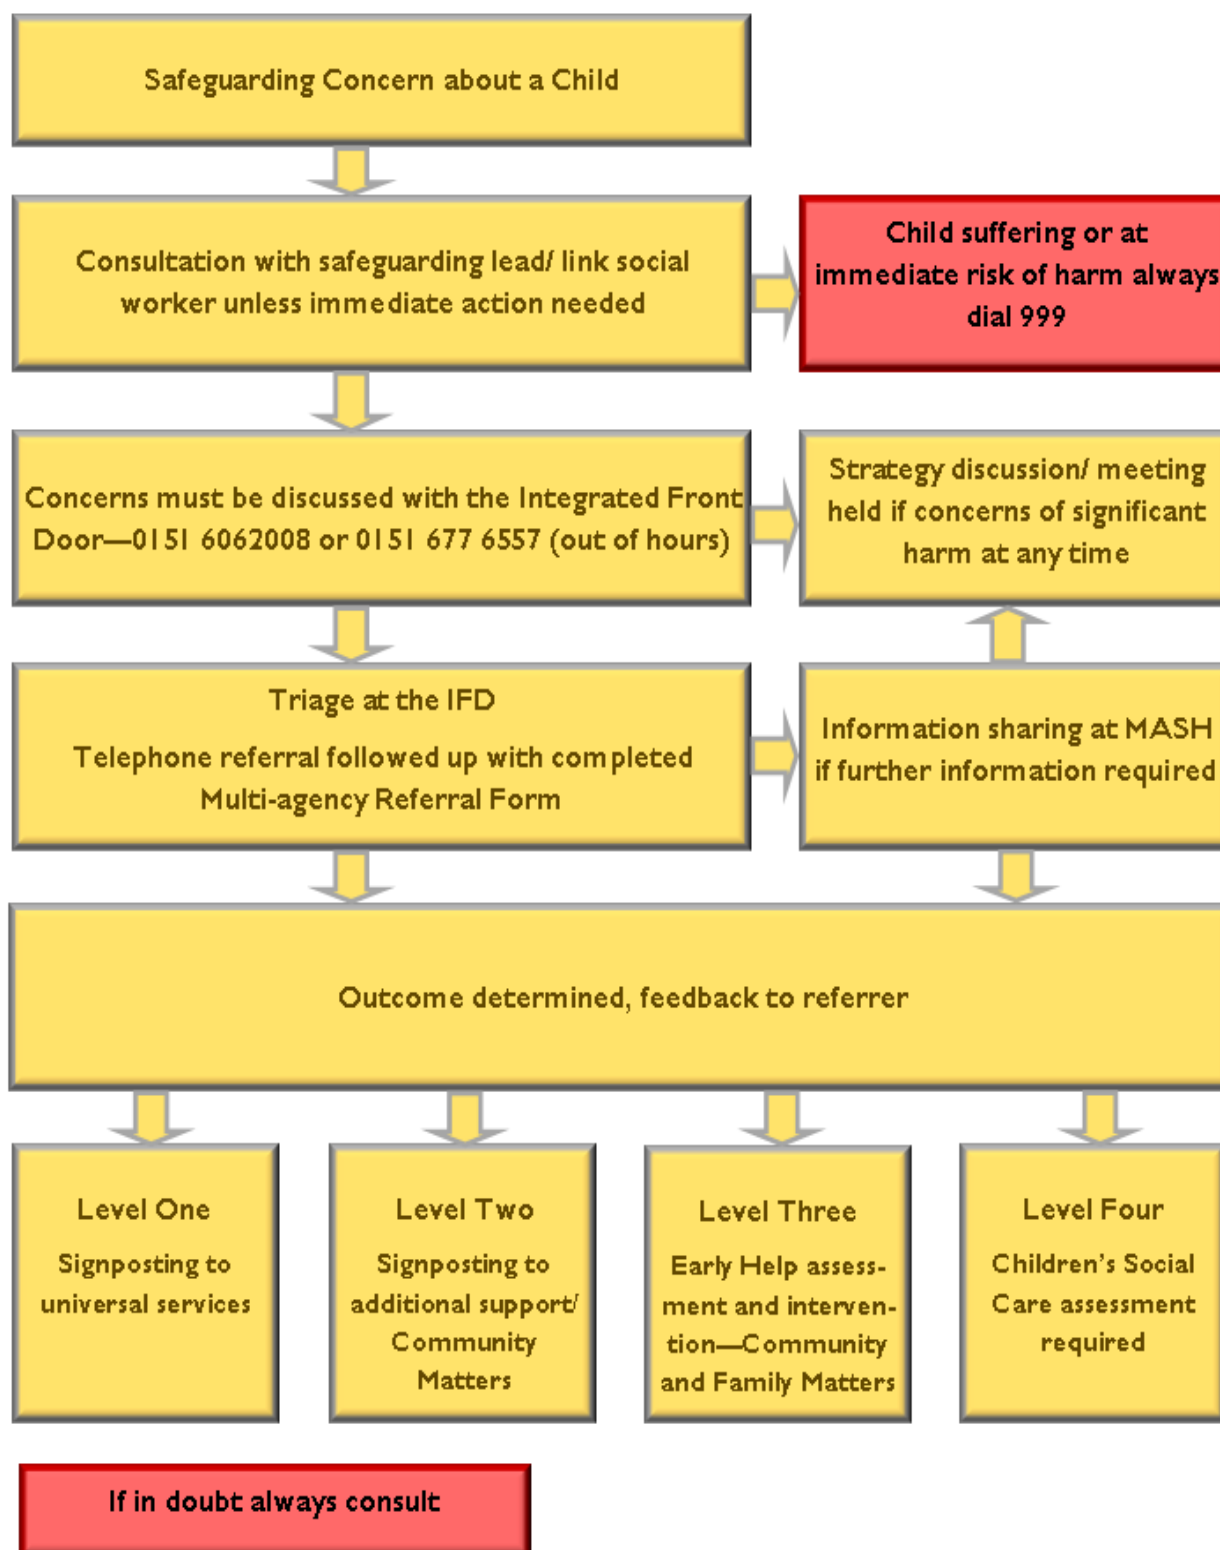 Safeguarding Concern about a Child
Consultation with safeguarding lead/ link social
worker unless immediate action needed
Child suffering or at
immediate risk of harm always
dial 999
Concerns must be discussed with the Integrated Front
Door—0151 6062008 or 0151 677 6557 (out of hours)
Strategy discussion/ meeting
held if concerns of significant
harm at any time
Triage at the IFD
Telephone referral followed up with completed
Multi-agency Referral Form
Information sharing at MASH
if further information required
Outcome determined, feedback to referrer
Level One
Signposting to
universal services
Level Two
Signposting to
additional support/
Community
Matters
Level Three
Early Help assess-
ment and interven-
tion—Community
and Family Matters
Level Four
Children's Social
Care assessment
required
If in doubt always consult